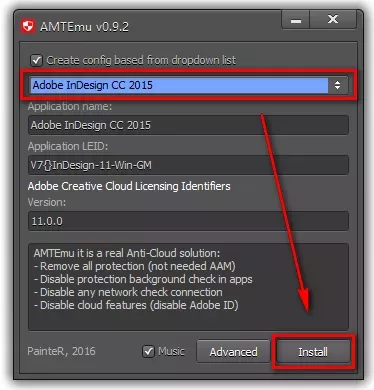 AMTEmu v0.9.2
Create config based from dropdown list
Adobe InDesign CC 2015
Application name:
Adobe InDesign CC 2015
Application LEID:
V7{}InDesign-11-Win-GM
Adobe Creative Cloud Licensing Identifiers
Version:
11.0.0
AMTEmu it is a real Anti-Cloud solution:
- Remove all protection (not needed AAM)
- Disable protection background check in apps
- Disable any network check connection
- Disable cloud features (disable Adobe ID)
PainteR, 2016 Music Advanced Install